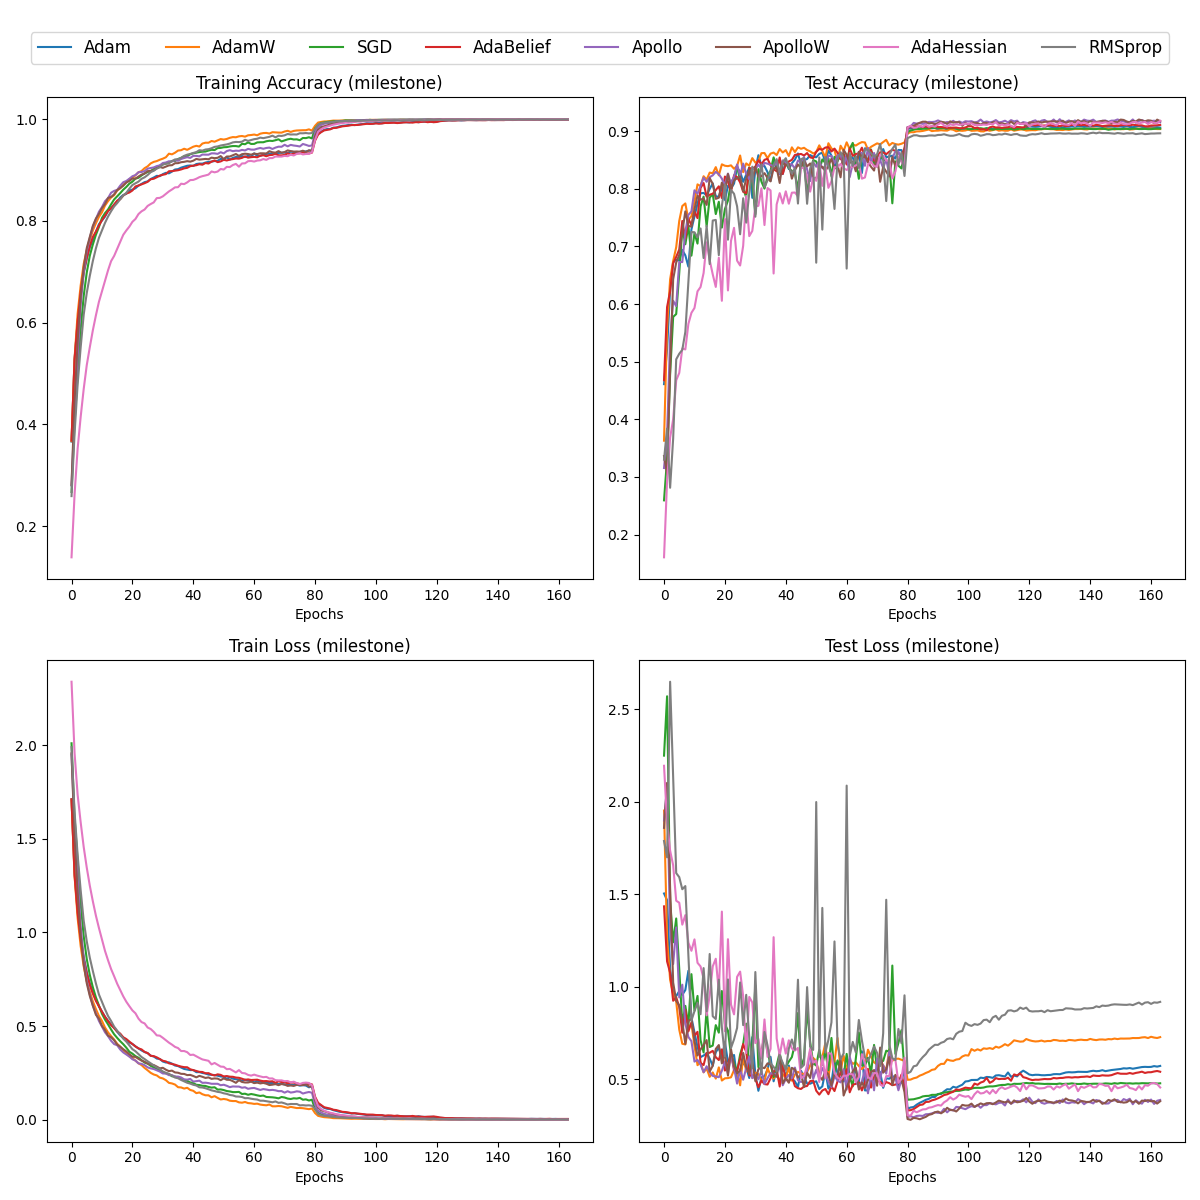 Adam AdamW SGD AdaBelief Apollo ApolloW AdaHessian RMSprop
Training Accuracy (milestone)
1.0
0.8
0.6
0.4
0.2
0 20 40 60 80 100 120 140 160
Epochs
Test Accuracy (milestone)
0.9
0.8
0.7
0.6
0.5
0.4
0.3
0.2
0 20 40 60 80 100 120 140 160
Epochs
Train Loss (milestone)
2.0
1.5
1.0
0.5
0.0
0 20 40 60 80 100 120 140 160
Epochs
Test Loss (milestone)
2.5
2.0
1.5
1.0
0.5
0 20 40 60 80 100 120 140 160
Epochs